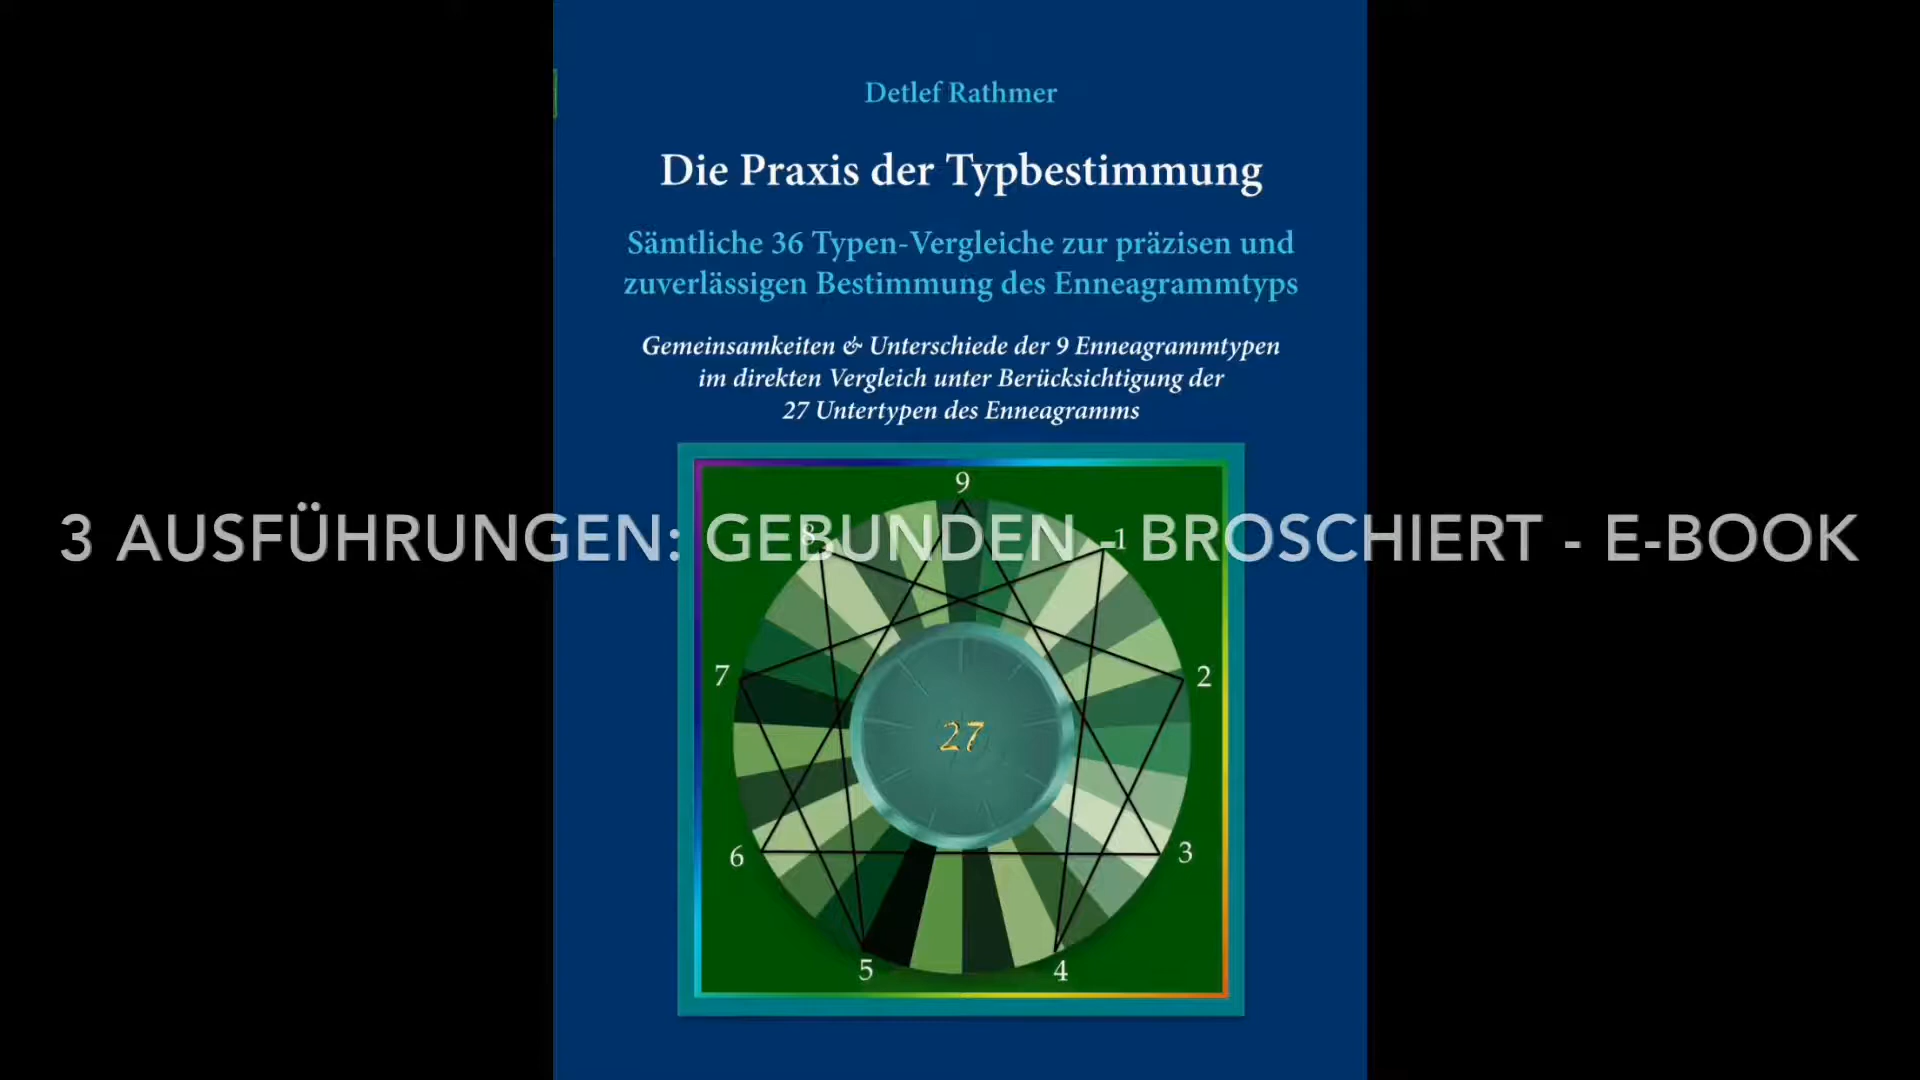 Detlef Rathmer
Die Praxis der Typbestimmung
Sämtliche 36 Typen-Vergleiche zur präzisen und
zuverlässigen Bestimmung des Enneagrammtyps
Gemeinsamkeiten & Unterschiede der 9 Enneagrammtypen
im direkten Vergleich unter Berücksichtigung der
27 Untertypen des Enneagramms
9
3 AUSFÜHRUNGEN: GEBUNDEN - BROSCHIERT - E-BOOK
8
1
7
2
27
6
3
5
4